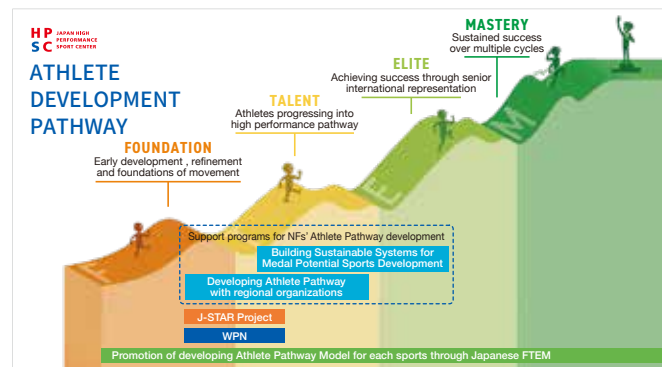 HP
SC
JAPAN HIGH
PERFORMANCE
SPORT CENTER
ATHLETE
DEVELOPMENT
PATHWAY
MASTERY
Sustained success
over multiple cycles
ELITE
Achieving success through senior
international representation
TALENT
Athletes progressing into
high performance pathway
FOUNDATION
Early development , refinement
and foundations of movement
F
T
E
M
Support programs for NFs' Athlete Pathway development
Building Sustainable Systems for
Medal Potential Sports Development
Developing Athlete Pathway
with regional organizations
J-STAR Project
WPN
Promotion of developing Athlete Pathway Model for each sports through Japanese FTEM